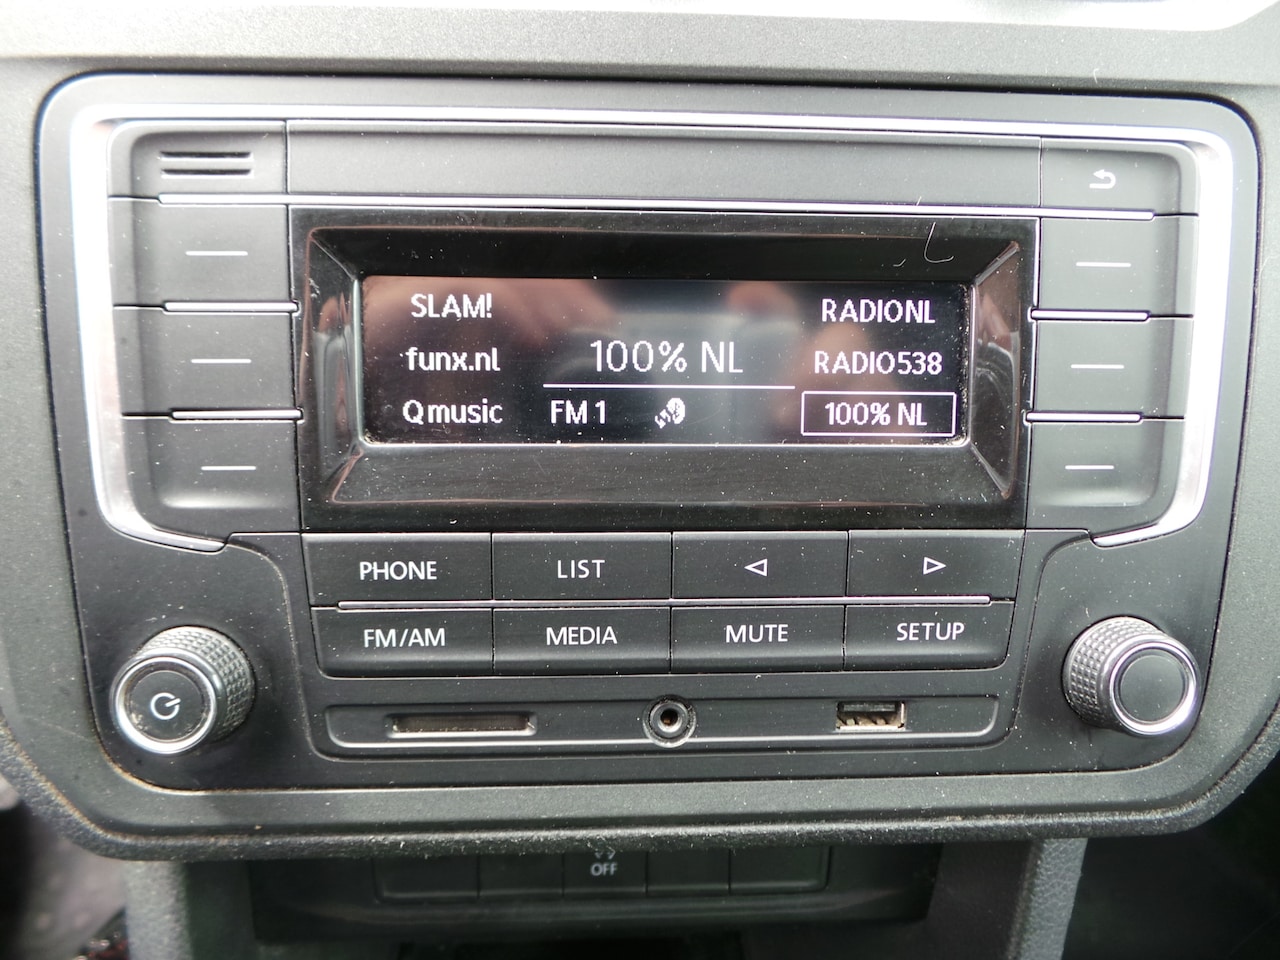 SLAM!
RADIONL
funx.nl
100% NL
RADIO538
Qmusic
FM 1
100% NL
PHONE
LIST
FM/AM
MEDIA
MUTE
SETUP
OFF